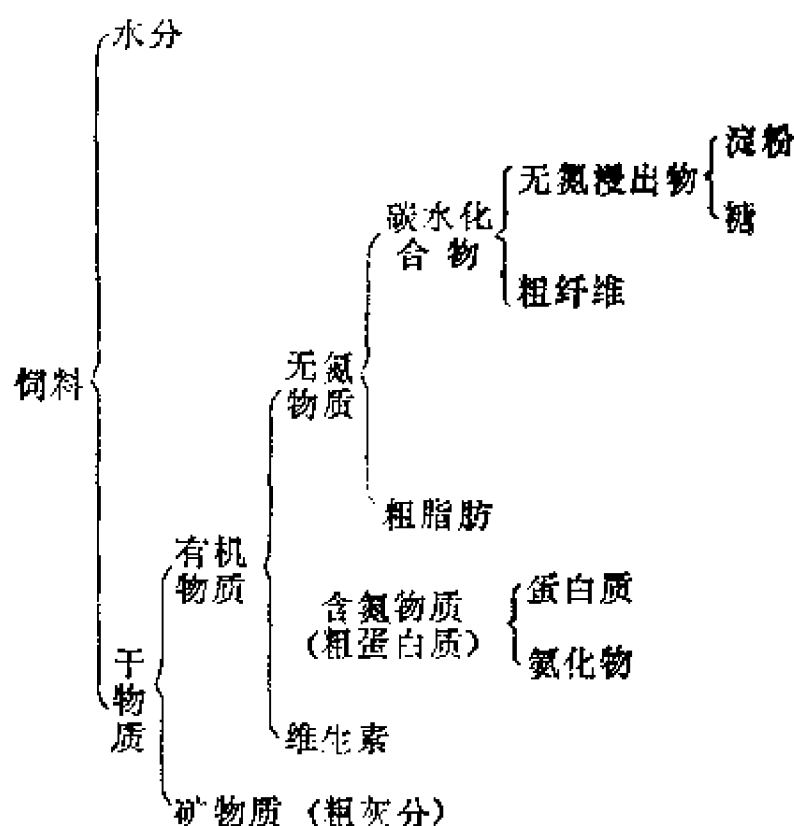 水分
淀粉
无氮浸出物
糖
碳水化
合物
粗纤维
无氮
物质
饲料
粗脂肪
有机
物质
含氮物质
(粗蛋白质)
蛋白质
氨化物
干
物
质
维生素
矿物质 (粗灰分)